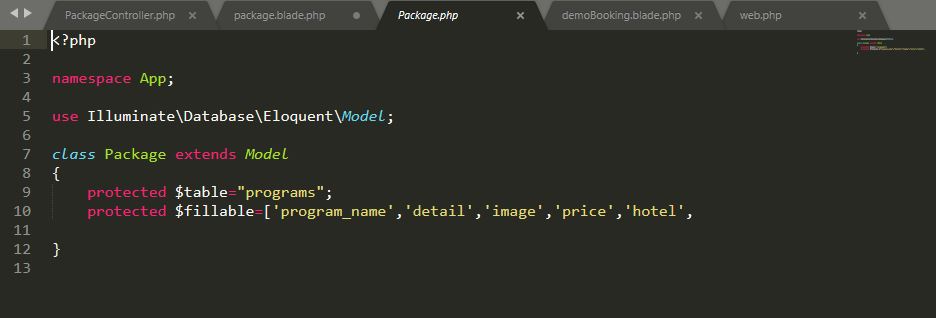 PackageController.php × package.blade.php Package.php × demoBooking.blade.php × web.php ×
1 <?php
2
3 namespace App;
4
5 use Illuminate\Database\Eloquent\Model;
6
7 class Package extends Model
8 {
9 protected $table="programs";
10 protected $fillable=['program_name','detail','image','price','hotel',
11
12 }
13